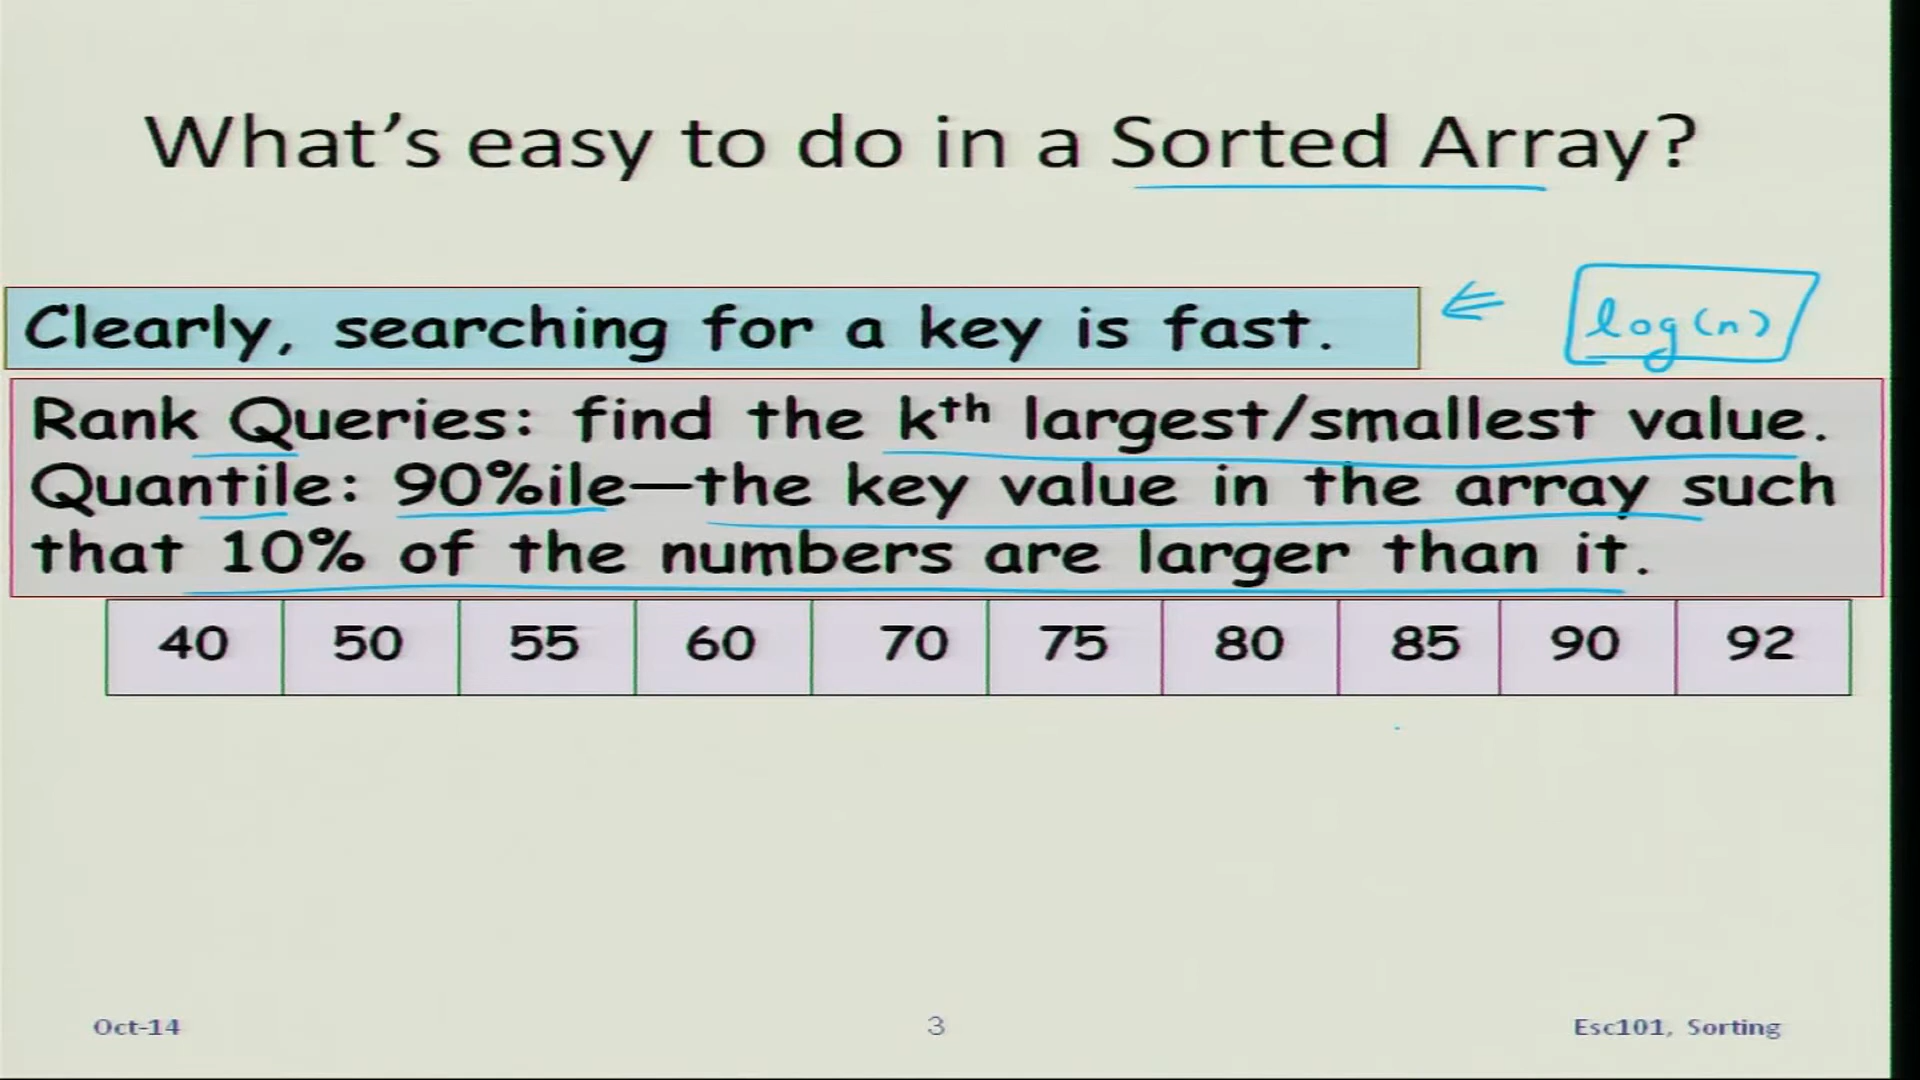 What's easy to do in a Sorted Array?
Clearly, searching for a key is fast.
log(n)
Rank Queries: find the kth largest/smallest value.
Quantile: 90%ile—the key value in the array such
that 10% of the numbers are larger than it.
40 50 55 60 70 75 80 85 90 92
Oct-14 3 Esc101, Sorting